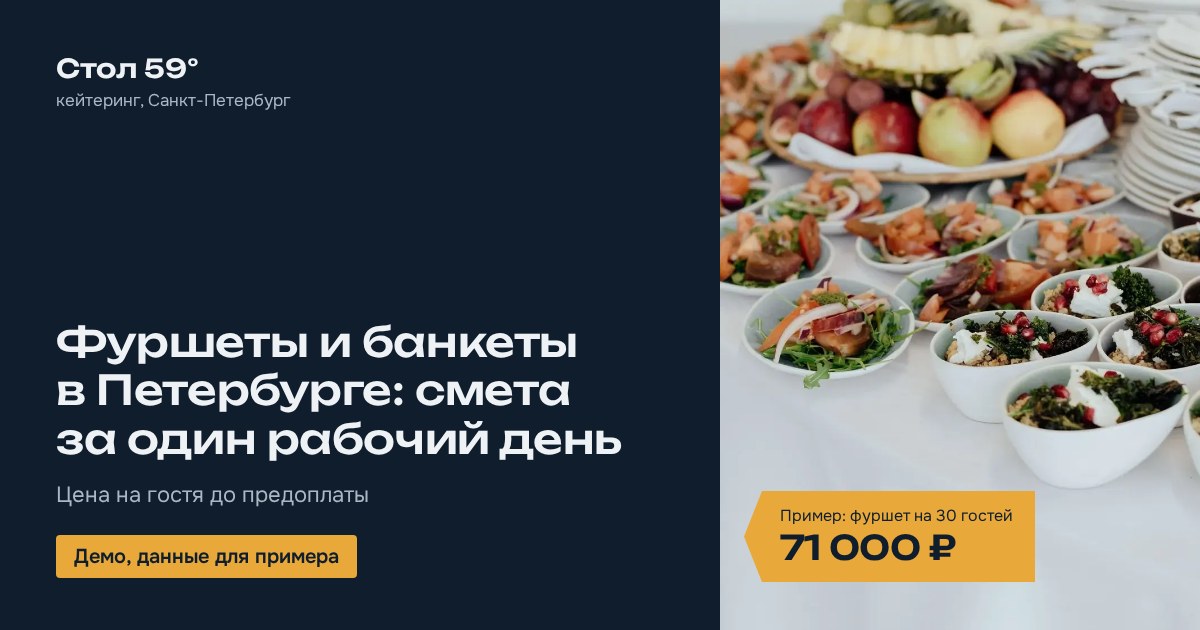 Стол 59°
кейтеринг, Санкт-Петербург
Фуршеты и банкеты
в Петербурге: смета
за один рабочий день
Цена на гостя до предоплаты
Демо, данные для примера
Пример: фуршет на 30 гостей
71 000 ₽